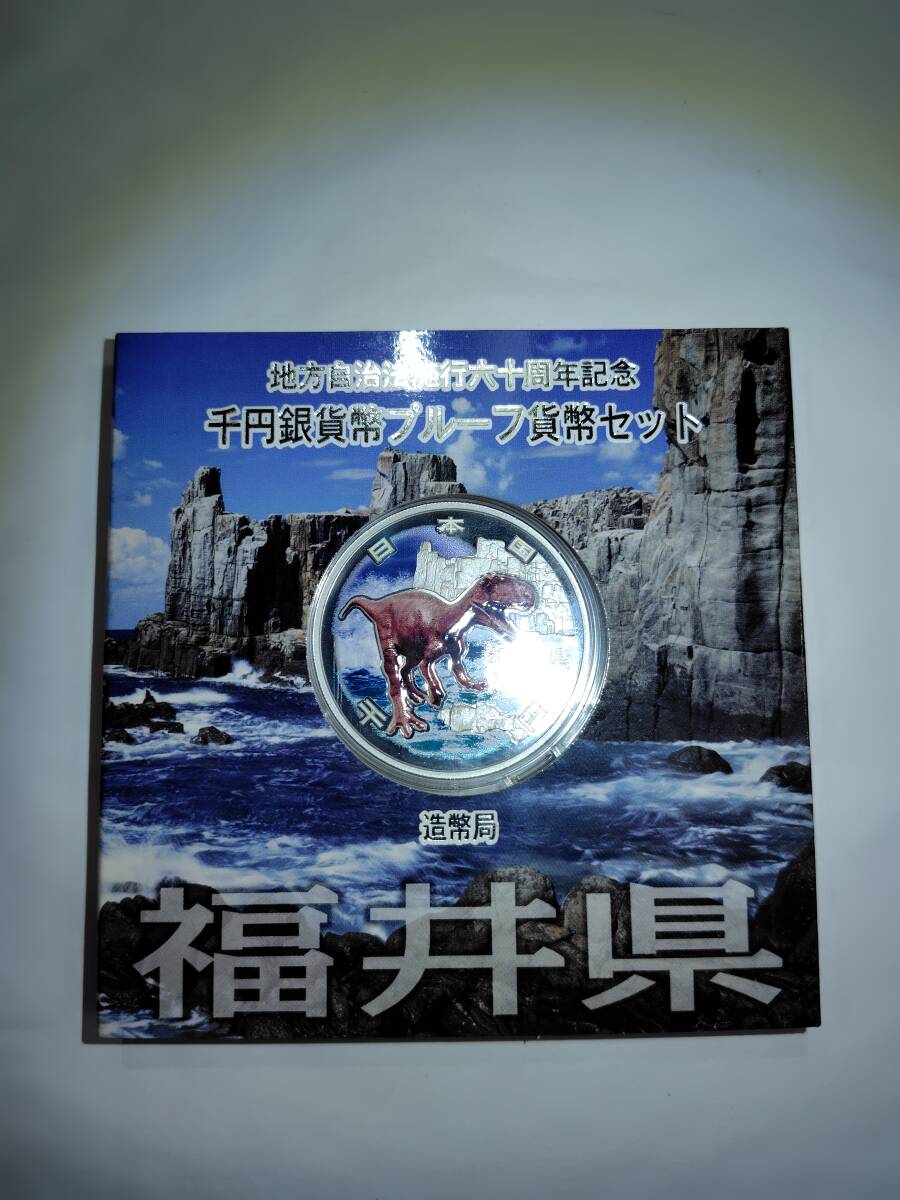 地方自治法施行六十周年記念
千円銀貨幣プルーフ貨幣セット
日本国
千円
造幣局
福井県